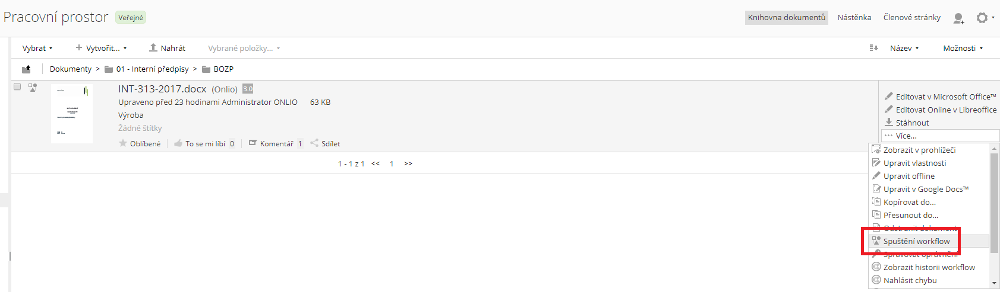 Pracovní prostor Veřejné
Knihovna dokumentů Nástěnka Členové stránky
Vybrat Vytvořit... Nahrát Vybrané položky... Název Možnosti
Dokumenty > 01 - Interní předpisy > BOZP
INT-313-2017.docx (Onlio) 3.0
Upraveno před 23 hodinami Administrator ONLIO 63 KB
Výroba
Žádné štítky
Oblíbené To se mi líbí 0 Komentář 1 Sdílet
1 - 1 z 1 << 1 >>
Editovat v Microsoft Office™
Editovat Online v Libreoffice
Stáhnout
Více...
Zobrazit v prohlížeči
Upravit vlastnosti
Upravit offline
Upravit v Google Docs™
Kopírovat do...
Přesunout do...
Odstranit dokument
Spuštění workflow
Spravovat oprávnění
Zobrazit historii workflow
Nahlásit chybu